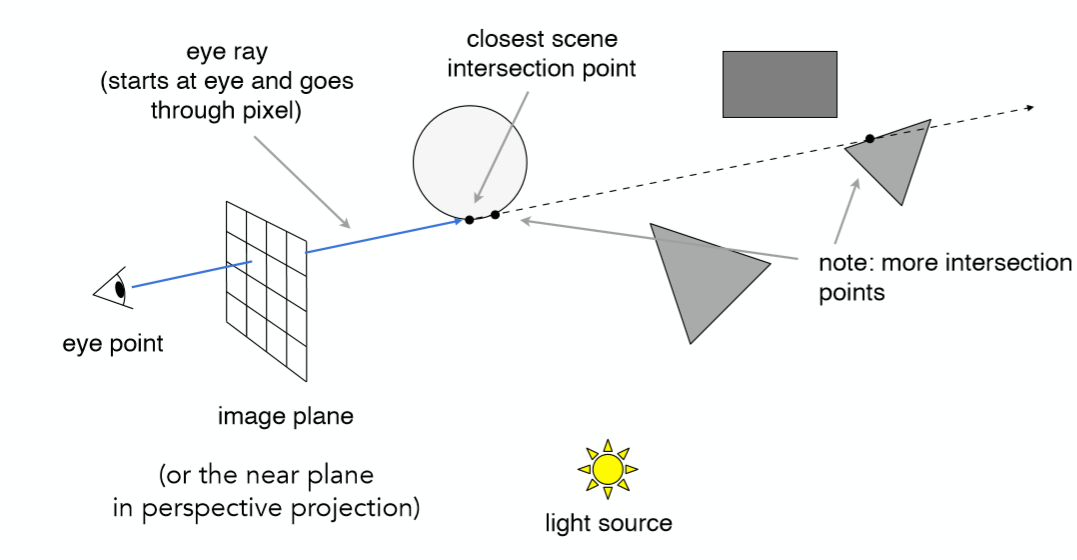 eye ray
(starts at eye and goes
through pixel)
closest scene
intersection point
note: more intersection
points
eye point
image plane
(or the near plane
in perspective projection)
light source